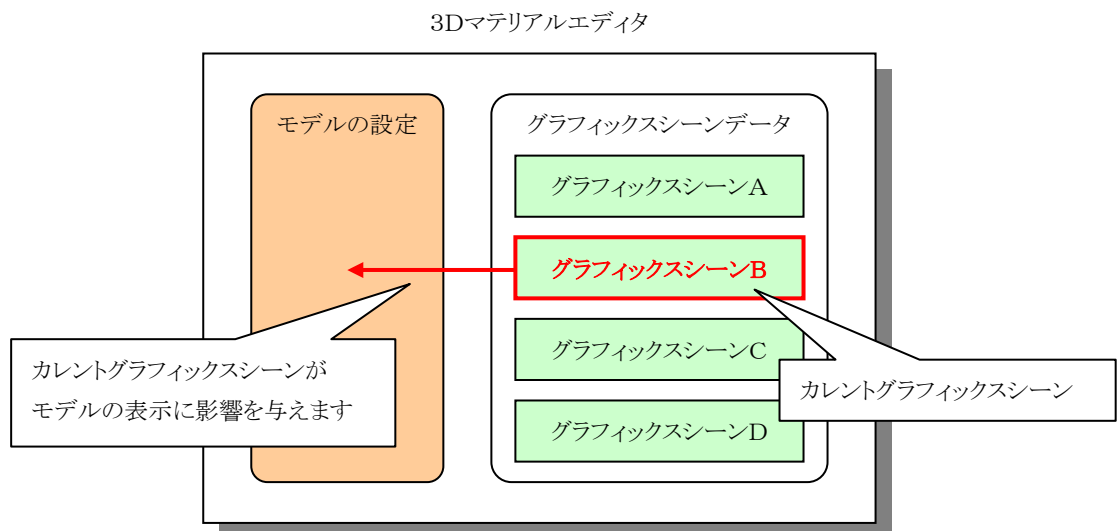 3Dマテリアルエディタ
モデルの設定
グラフィックスシーンデータ
グラフィックスシーンA
グラフィックスシーンB
グラフィックスシーンC
グラフィックスシーンD
カレントグラフィックスシーンが
モデルの表示に影響を与えます
カレントグラフィックスシーン